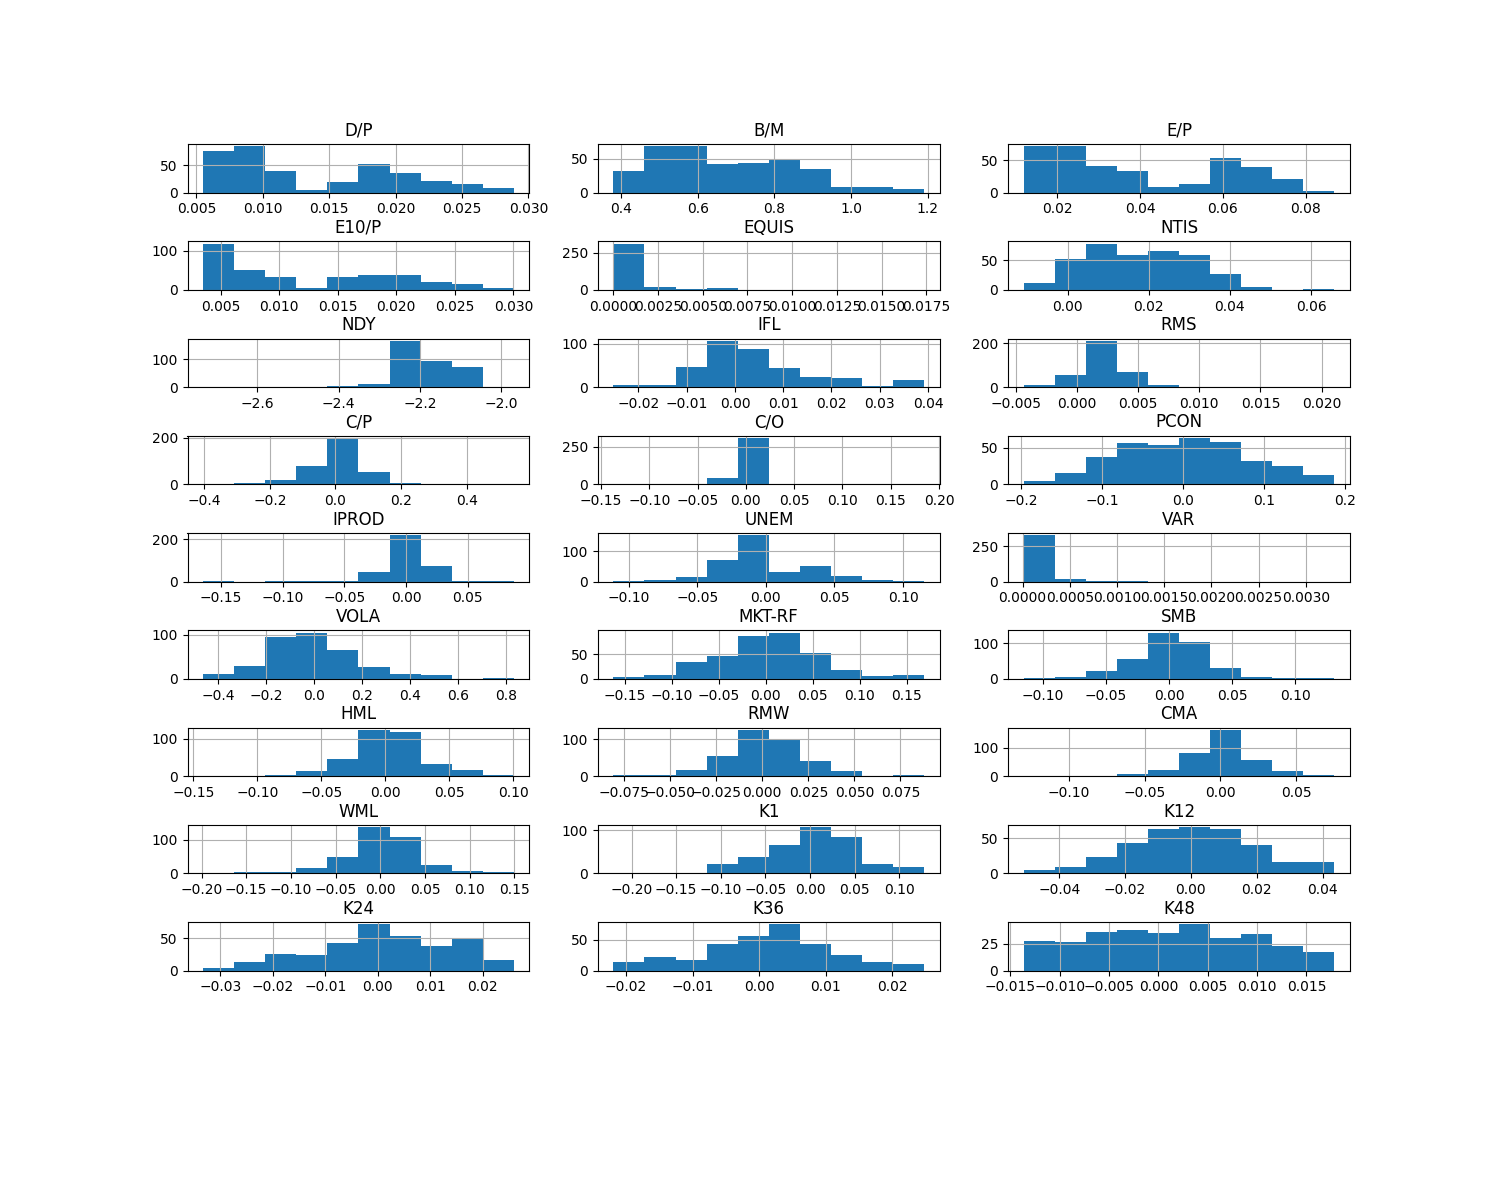 D/P B/M E/P
50 50 50
0 0 0
0.005 0.010 0.015 0.020 0.025 0.030 0.4 0.6 0.8 1.0 1.2 0.02 0.04 0.06 0.08
E10/P EQUIS NTIS
100 250 50
0 0 0
0.005 0.010 0.015 0.020 0.025 0.030 0.0000 0.0025 0.0050 0.0075 0.0100 0.0125 0.0150 0.0175 0.00 0.02 0.04 0.06
NDY IFL RMS
100 100 200
0 0 0
−2.6 −2.4 −2.2 −2.0 −0.02 −0.01 0.00 0.01 0.02 0.03 0.04 −0.005 0.000 0.005 0.010 0.015 0.020
C/P C/O PCON
200 250 50
0 0 0
−0.4 −0.2 0.0 0.2 0.4 −0.15 −0.10 −0.05 0.00 0.05 0.10 0.15 0.20 −0.2 −0.1 0.0 0.1 0.2
IPROD UNEM VAR
200 100 250
0 0 0
−0.15 −0.10 −0.05 0.00 0.05 −0.10 −0.05 0.00 0.05 0.10 0.0000 0.0005 0.0010 0.0015 0.0020 0.0025 0.0030
VOLA MKT-RF SMB
100 50 100
0 0 0
−0.4 −0.2 0.0 0.2 0.4 0.6 0.8 −0.15 −0.10 −0.05 0.00 0.05 0.10 0.15 −0.10 −0.05 0.00 0.05 0.10
HML RMW CMA
100 100 100
0 0 0
−0.15 −0.10 −0.05 0.00 0.05 0.10 −0.075 −0.050 −0.025 0.000 0.025 0.050 0.075 −0.10 −0.05 0.00 0.05
WML K1 K12
100 100 50
0 0 0
−0.20 −0.15 −0.10 −0.05 0.00 0.05 0.10 0.15 −0.20 −0.15 −0.10 −0.05 0.00 0.05 0.10 −0.04 −0.02 0.00 0.02 0.04
K24 K36 K48
50 50 25
0 0 0
−0.03 −0.02 −0.01 0.00 0.01 0.02 −0.02 −0.01 0.00 0.01 0.02 −0.015 −0.010 −0.005 0.000 0.005 0.010 0.015